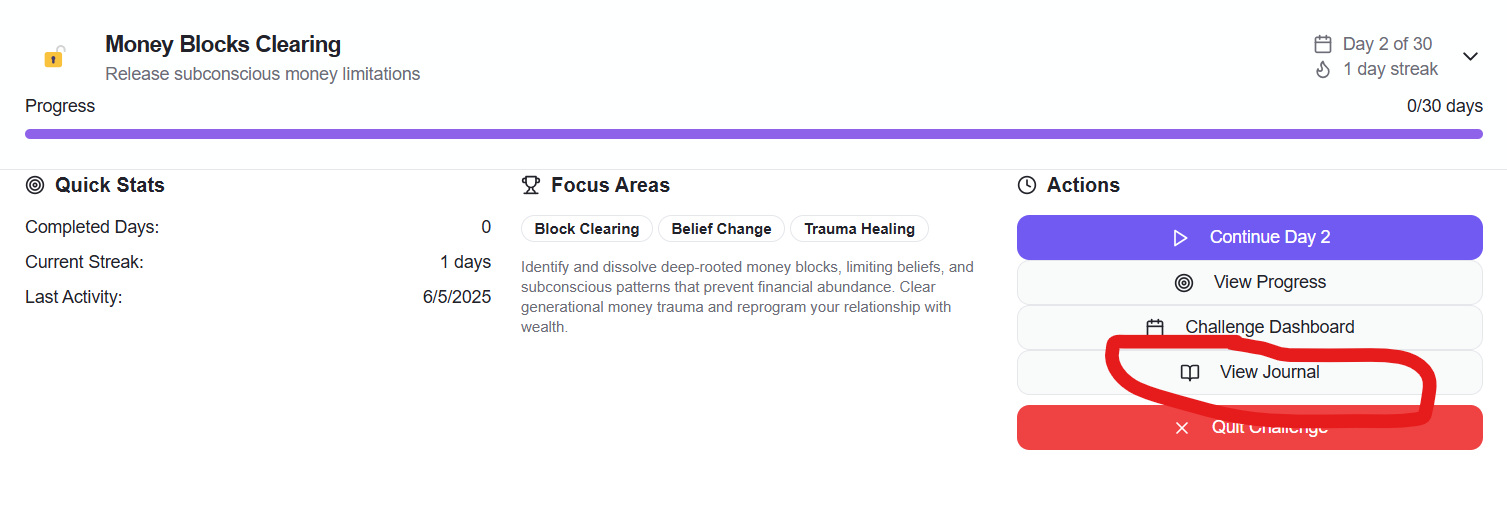 Money Blocks Clearing
Release subconscious money limitations
Day 2 of 30
1 day streak
Progress
0/30 days
Quick Stats
Completed Days:
0
Current Streak:
1 days
Last Activity:
6/5/2025
Focus Areas
Block Clearing
Belief Change
Trauma Healing
Identify and dissolve deep-rooted money blocks, limiting beliefs, and
subconscious patterns that prevent financial abundance. Clear
generational money trauma and reprogram your relationship with
wealth.
Actions
Continue Day 2
View Progress
Challenge Dashboard
View Journal
Quit Challenge